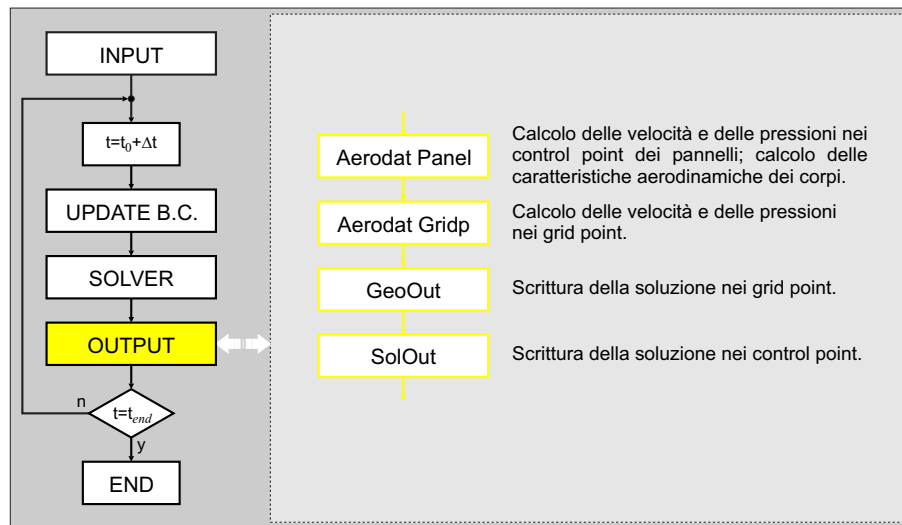 INPUT
t=t0+Δt
UPDATE B.C.
SOLVER
OUTPUT
n
t=tend
y
END
Aerodat Panel
Calcolo delle velocità e delle pressioni nei
control point dei pannelli; calcolo delle
caratteristiche aerodinamiche dei corpi.
Aerodat Gridp
Calcolo delle velocità e delle pressioni
nei grid point.
GeoOut
Scrittura della soluzione nei grid point.
SolOut
Scrittura della soluzione nei control point.